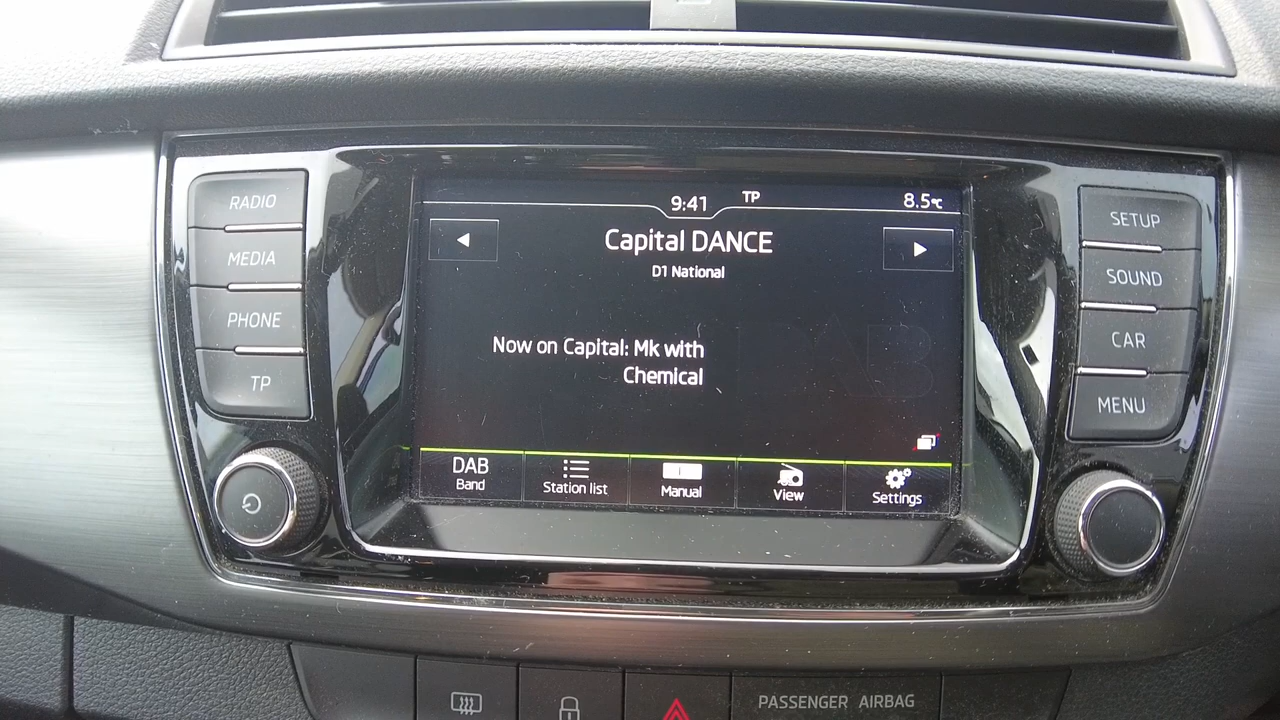 RADIO
MEDIA
PHONE
TP
9:41
TP
8.5℃
Capital DANCE
D1 National
Now on Capital: Mk with
Chemical
DAB
DAB
Band
Station list
Manual
View
Settings
SETUP
SOUND
CAR
MENU
PASSENGER AIRBAG